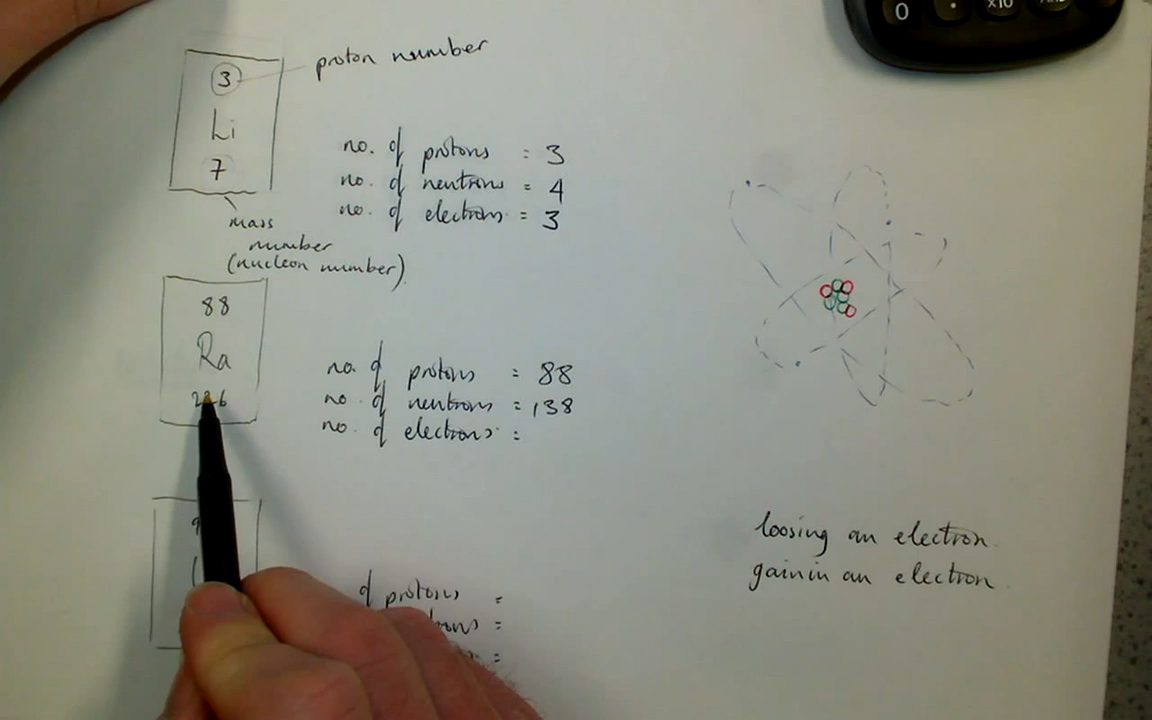 0 . x10
3 proton number
Li
7
no. of protons : 3
no. of neutrons = 4
no. of electrons = 3
mass
number
(nucleon number)
88
Ra
no. of protons = 88
no. of neutrons = 138
no. of electrons =
loosing an electron
gainin an electron
of protons =
=
=